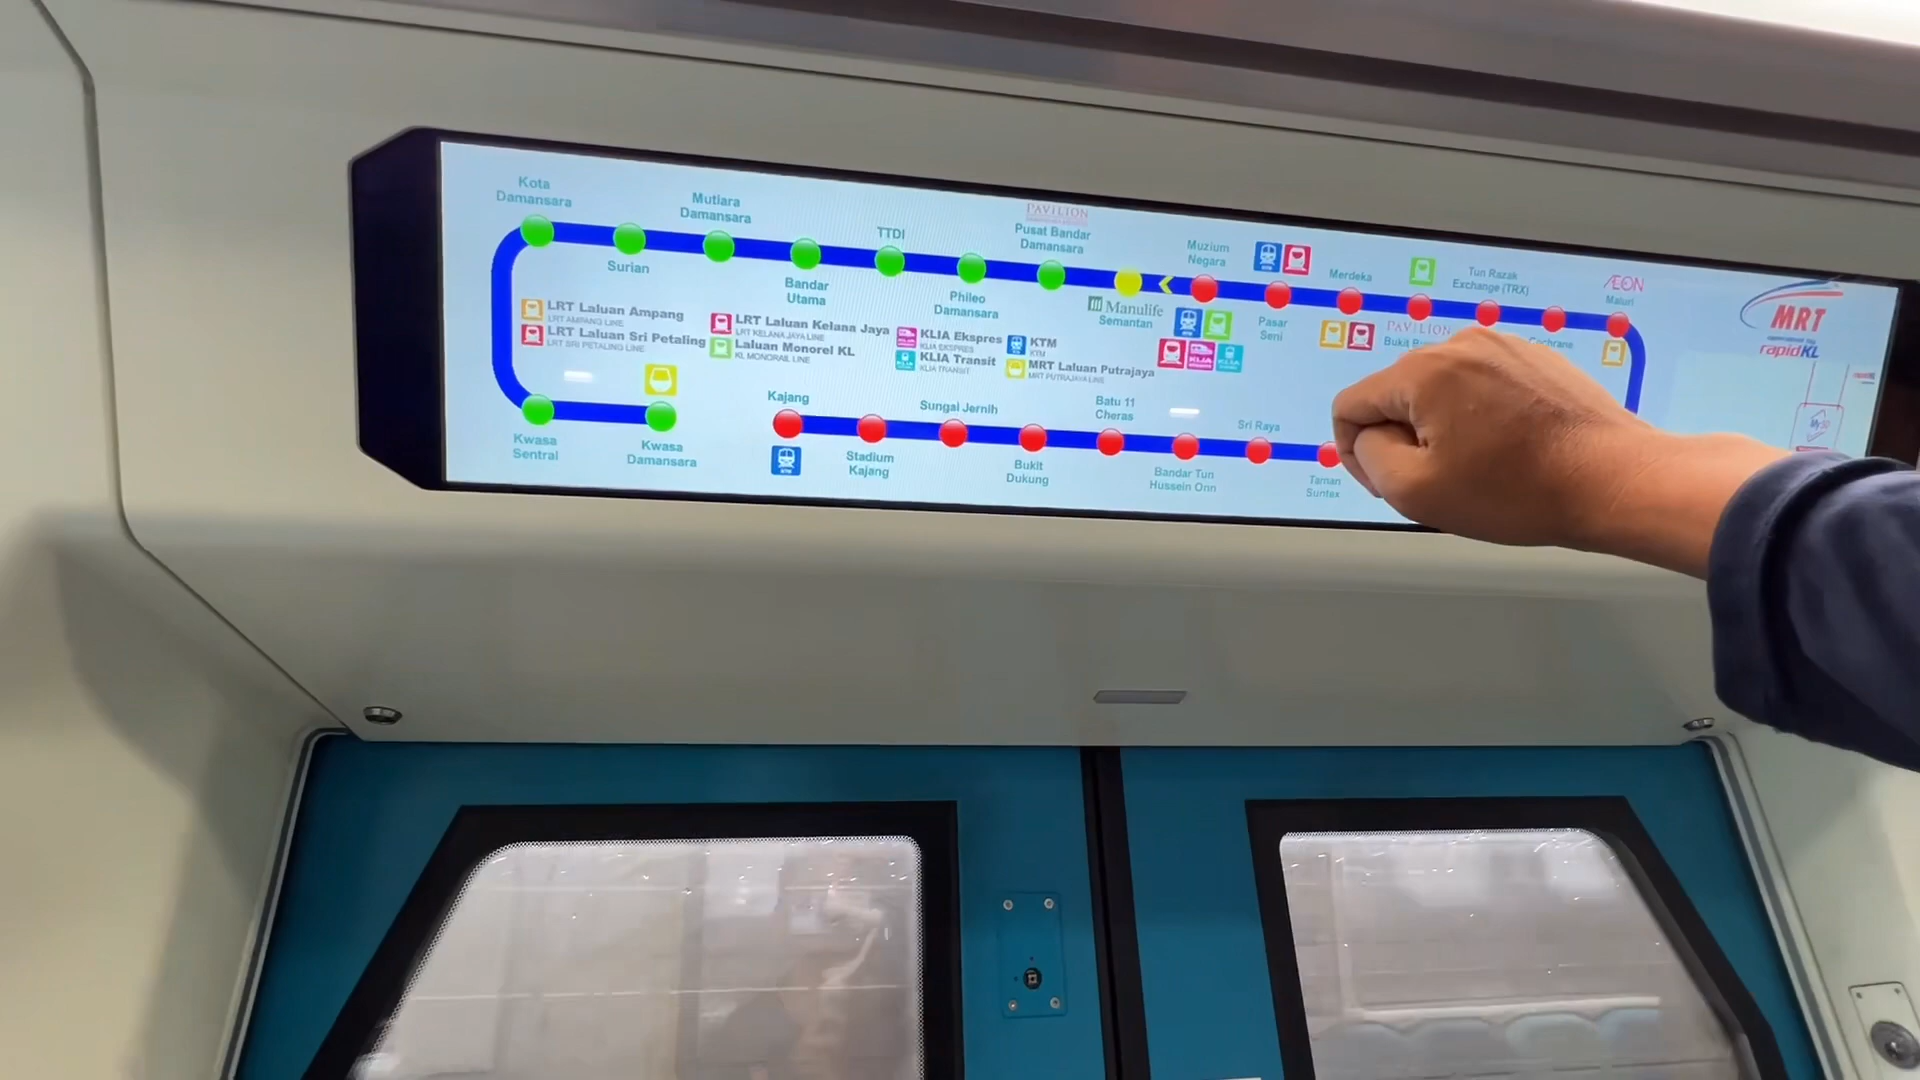 Kota
Damansara
Surian
Mutiara
Damansara
Bandar
Utama
TTDI
Phileo
Damansara
PAVILION
Pusat Bandar
Damansara
Manulife
Semantan
Muzium
Negara
Pasar
Seni
Merdeka
PAVILION
Bukit
Tun Razak
Exchange (TRX)
Cochrane
AEON
Maluri
MRT
rapidKL
LRT Laluan Ampang
LRT AMPANG LINE
LRT Laluan Sri Petaling
LRT SRI PETALING LINE
LRT Laluan Kelana Jaya
LRT KELANA JAYA LINE
Laluan Monorel KL
KL MONORAIL LINE
KLIA Ekspres
KLIA EKSPRES
KLIA Transit
KLIA TRANSIT
KTM
KTM
MRT Laluan Putrajaya
MRT PUTRAJAYA LINE
Kwasa
Sentral
Kwasa
Damansara
Kajang
Stadium
Kajang
Sungai Jernih
Bukit
Dukung
Batu 11
Cheras
Bandar Tun
Hussein Onn
Sri Raya
Taman
Suntex